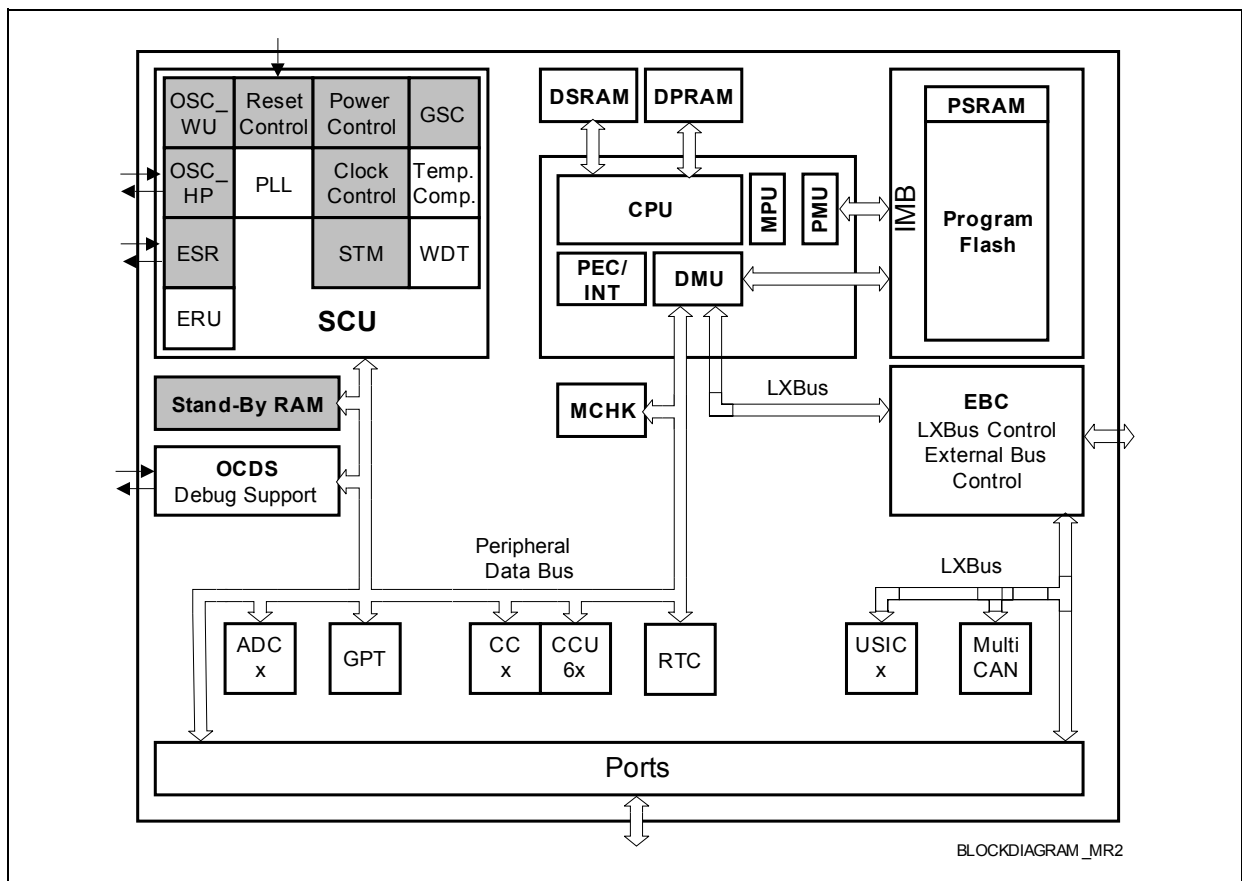 OSC_
WU
Reset
Control
Power
Control
GSC
OSC_
HP
PLL
Clock
Control
Temp.
Comp.
ESR
STM
WDT
ERU
SCU
DSRAM
DPRAM
CPU
MPU
PMU
PEC/
INT
DMU
IMB
PSRAM
Program
Flash
Stand-By RAM
OCDS
Debug Support
MCHK
LXBus
EBC
LXBus Control
External Bus
Control
Peripheral
Data Bus
LXBus
ADC
x
GPT
CC
x
CCU
6x
RTC
USIC
x
Multi
CAN
Ports
BLOCKDIAGRAM_MR2